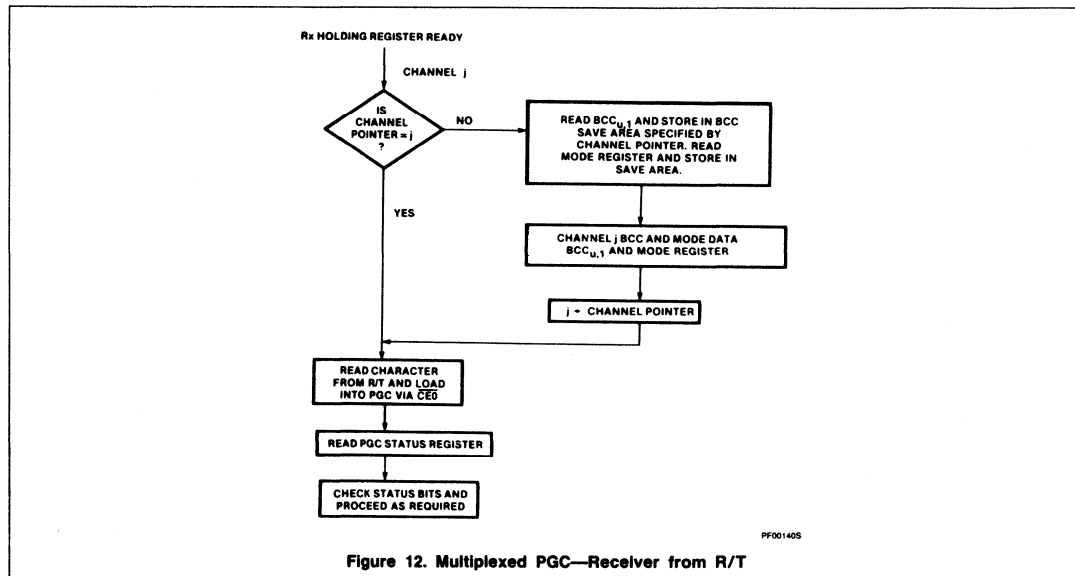 Rx HOLDING REGISTER READY
CHANNEL j
IS
CHANNEL
POINTER = j
?
NO
READ BCCu,1 AND STORE IN BCC
SAVE AREA SPECIFIED BY
CHANNEL POINTER. READ
MODE REGISTER AND STORE IN
SAVE AREA.
YES
CHANNEL j BCC AND MODE DATA
BCCu,1 AND MODE REGISTER
j + CHANNEL POINTER
READ CHARACTER
FROM R/T AND LOAD
INTO PGC VIA C̅E̅0̅
READ PGC STATUS REGISTER
CHECK STATUS BITS AND
PROCEED AS REQUIRED
PF00140S
Figure 12. Multiplexed PGC—Receiver from R/T